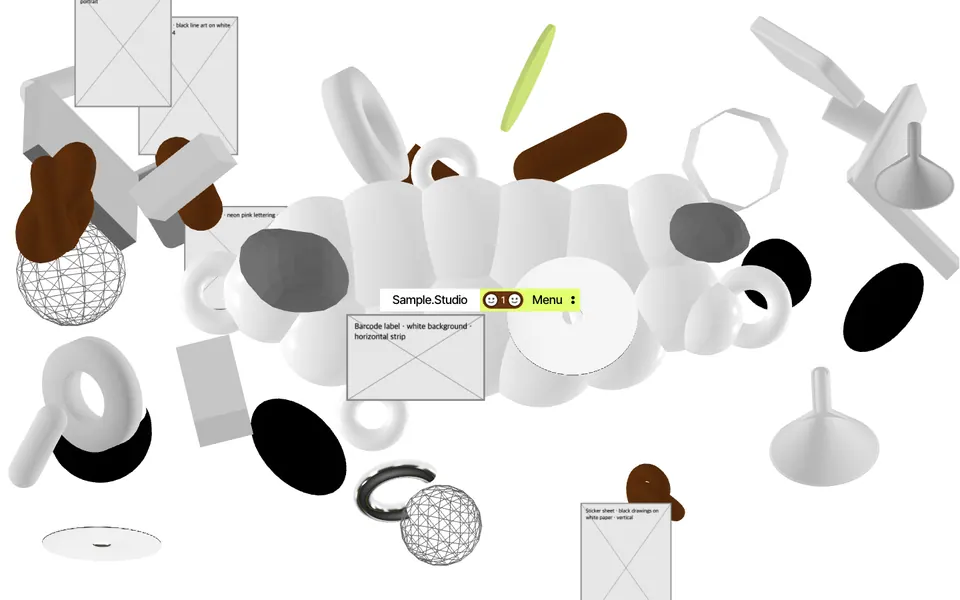 portrait
· black line art on white
4
· neon pink lettering ·
Sample.Studio
1
Menu
Barcode label · white background ·
horizontal strip
Sticker sheet · black drawings on
white paper · vertical